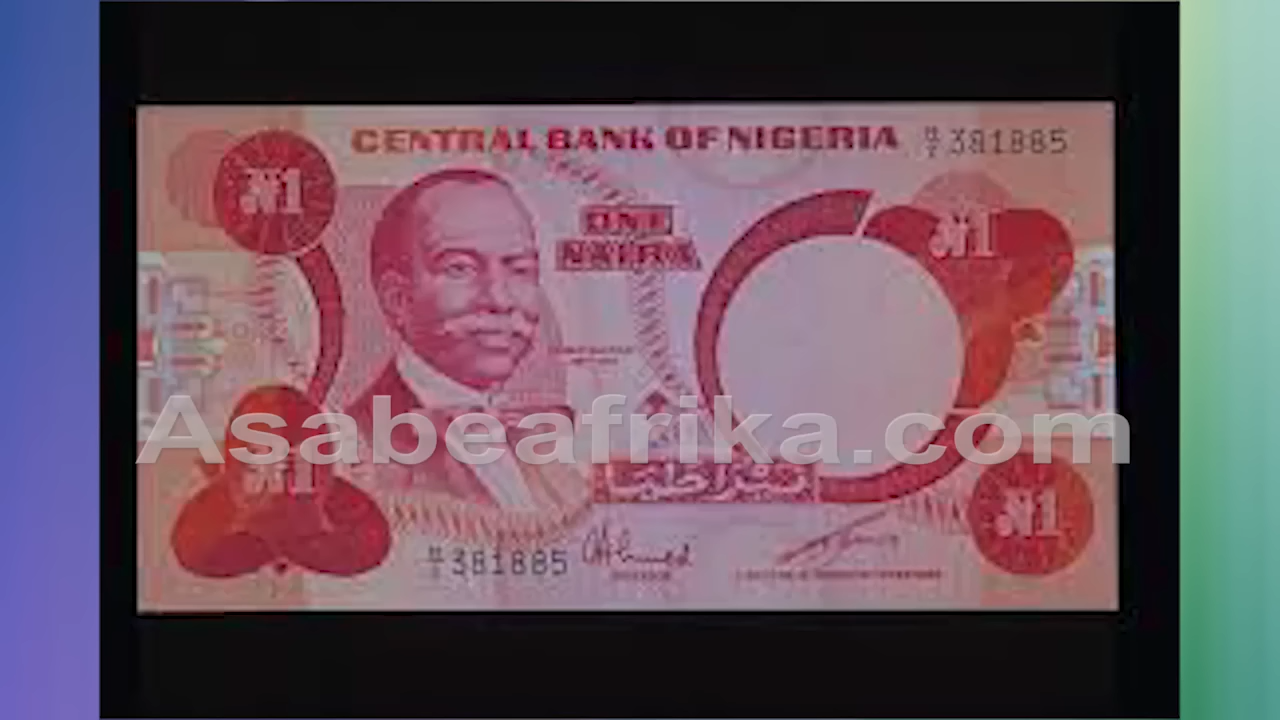 CENTRAL BANK OF NIGERIA
381885
₦1
₦1
ONE
NAIRA
Asabeafrika.com
₦1
₦1
381885